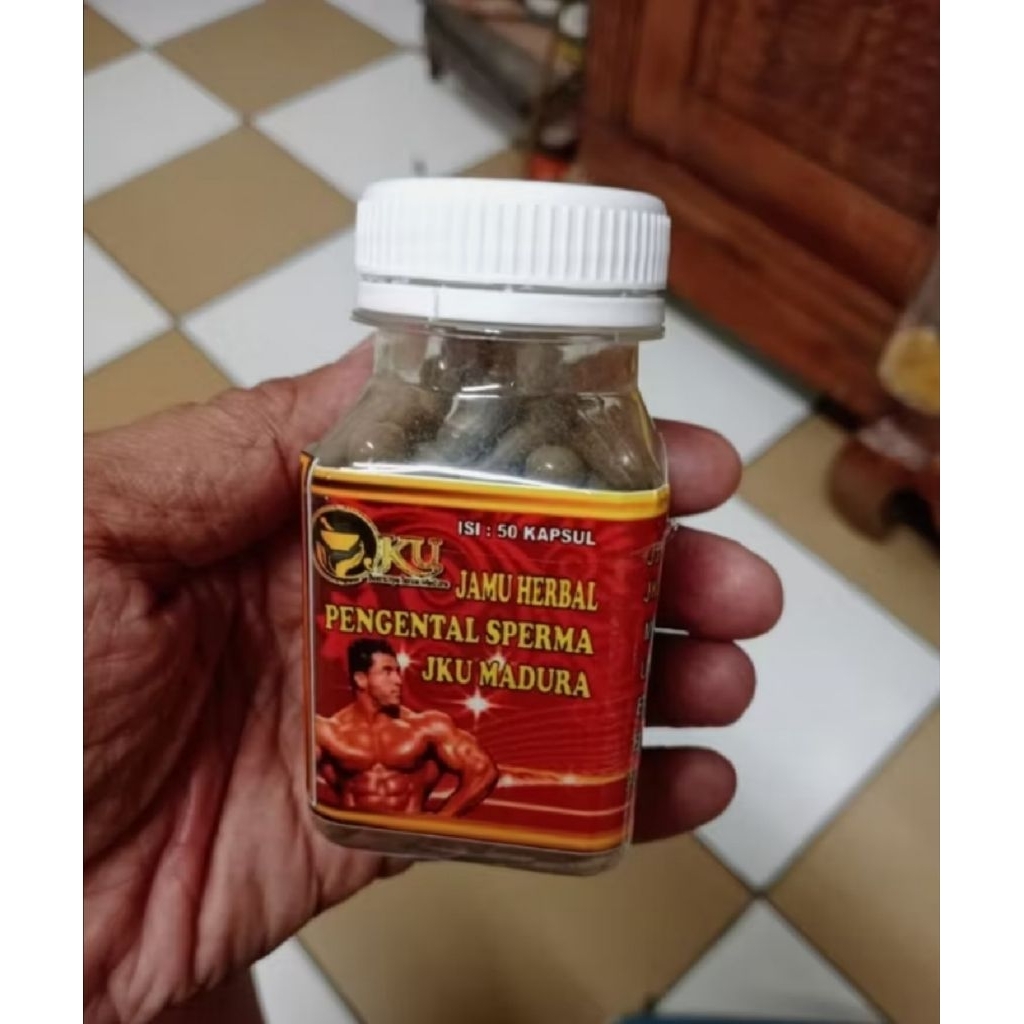 ISI : 50 KAPSUL
JKU
JAMU HERBAL
PENGENTAL SPERMA
JKU MADURA